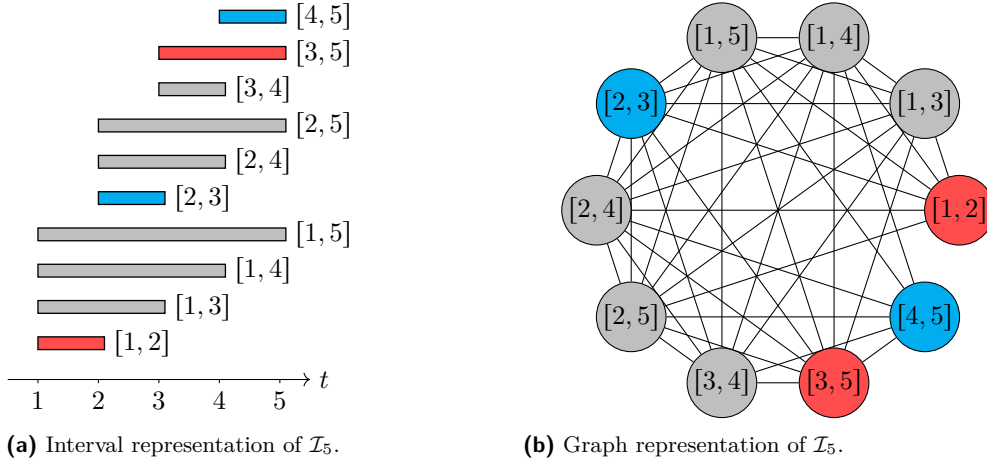 [4, 5]
[3, 5]
[3, 4]
[2, 5]
[2, 4]
[2, 3]
[1, 5]
[1, 4]
[1, 3]
[1, 2]
t
1 2 3 4 5
(a) Interval representation of ℐ₅.
[1, 5] [1, 4]
[2, 3] [1, 3]
[2, 4] [1, 2]
[2, 5] [4, 5]
[3, 4] [3, 5]
(b) Graph representation of ℐ₅.